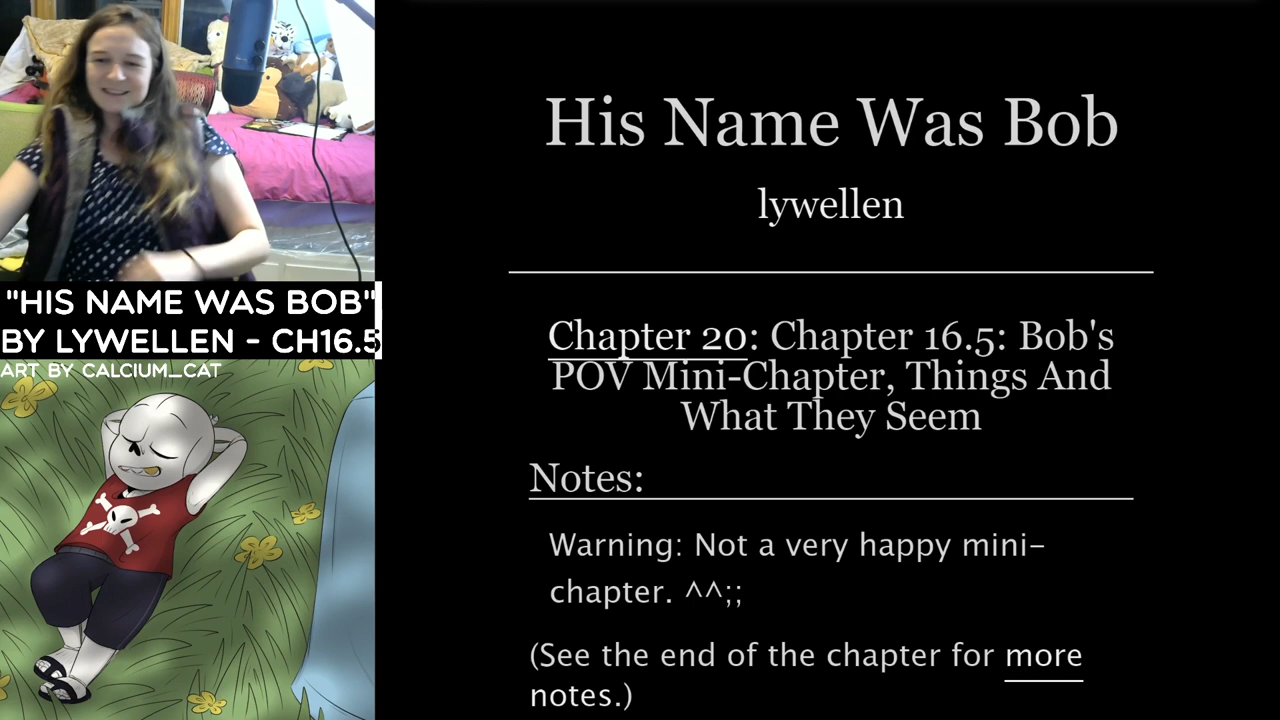 "HIS NAME WAS BOB"
BY LYWELLEN - CH16.5
ART BY CALCIUM_CAT
His Name Was Bob
lywellen
Chapter 20: Chapter 16.5: Bob's
POV Mini-Chapter, Things And
What They Seem
Notes:
Warning: Not a very happy mini-
chapter. ^^;;
(See the end of the chapter for more
notes.)